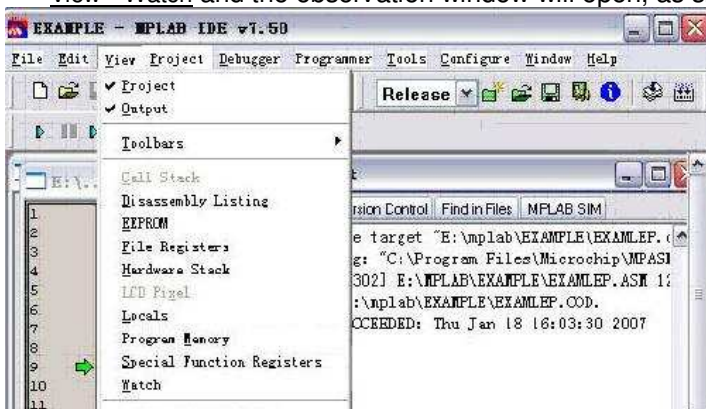 View - Watch and the observation window will open, as s
EXAMPLE - MPLAB IDE v7.50
File Edit View Project Debugger Programmer Tools Configure Window Help
Project
Output
Toolbars
Call Stack
Disassembly Listing
EEPROM
File Registers
Hardware Stack
LCD Pixel
Locals
Program Memory
Special Function Registers
Watch
Release
E:\..
1
2
3
4
5
6
7
8
9
10
11
rsion Control Find in Files MPLAB SIM
e target "E:\mplab\EXAMPLE\EXAMLEP.
g: "C:\Program Files\Microchip\MPASM
302] E:\MPLAB\EXAMPLE\EXAMLEP.ASM 12
:\mplab\EXAMPLE\EXAMLEP.COD.
CCEEDED: Thu Jan 18 16:03:30 2007